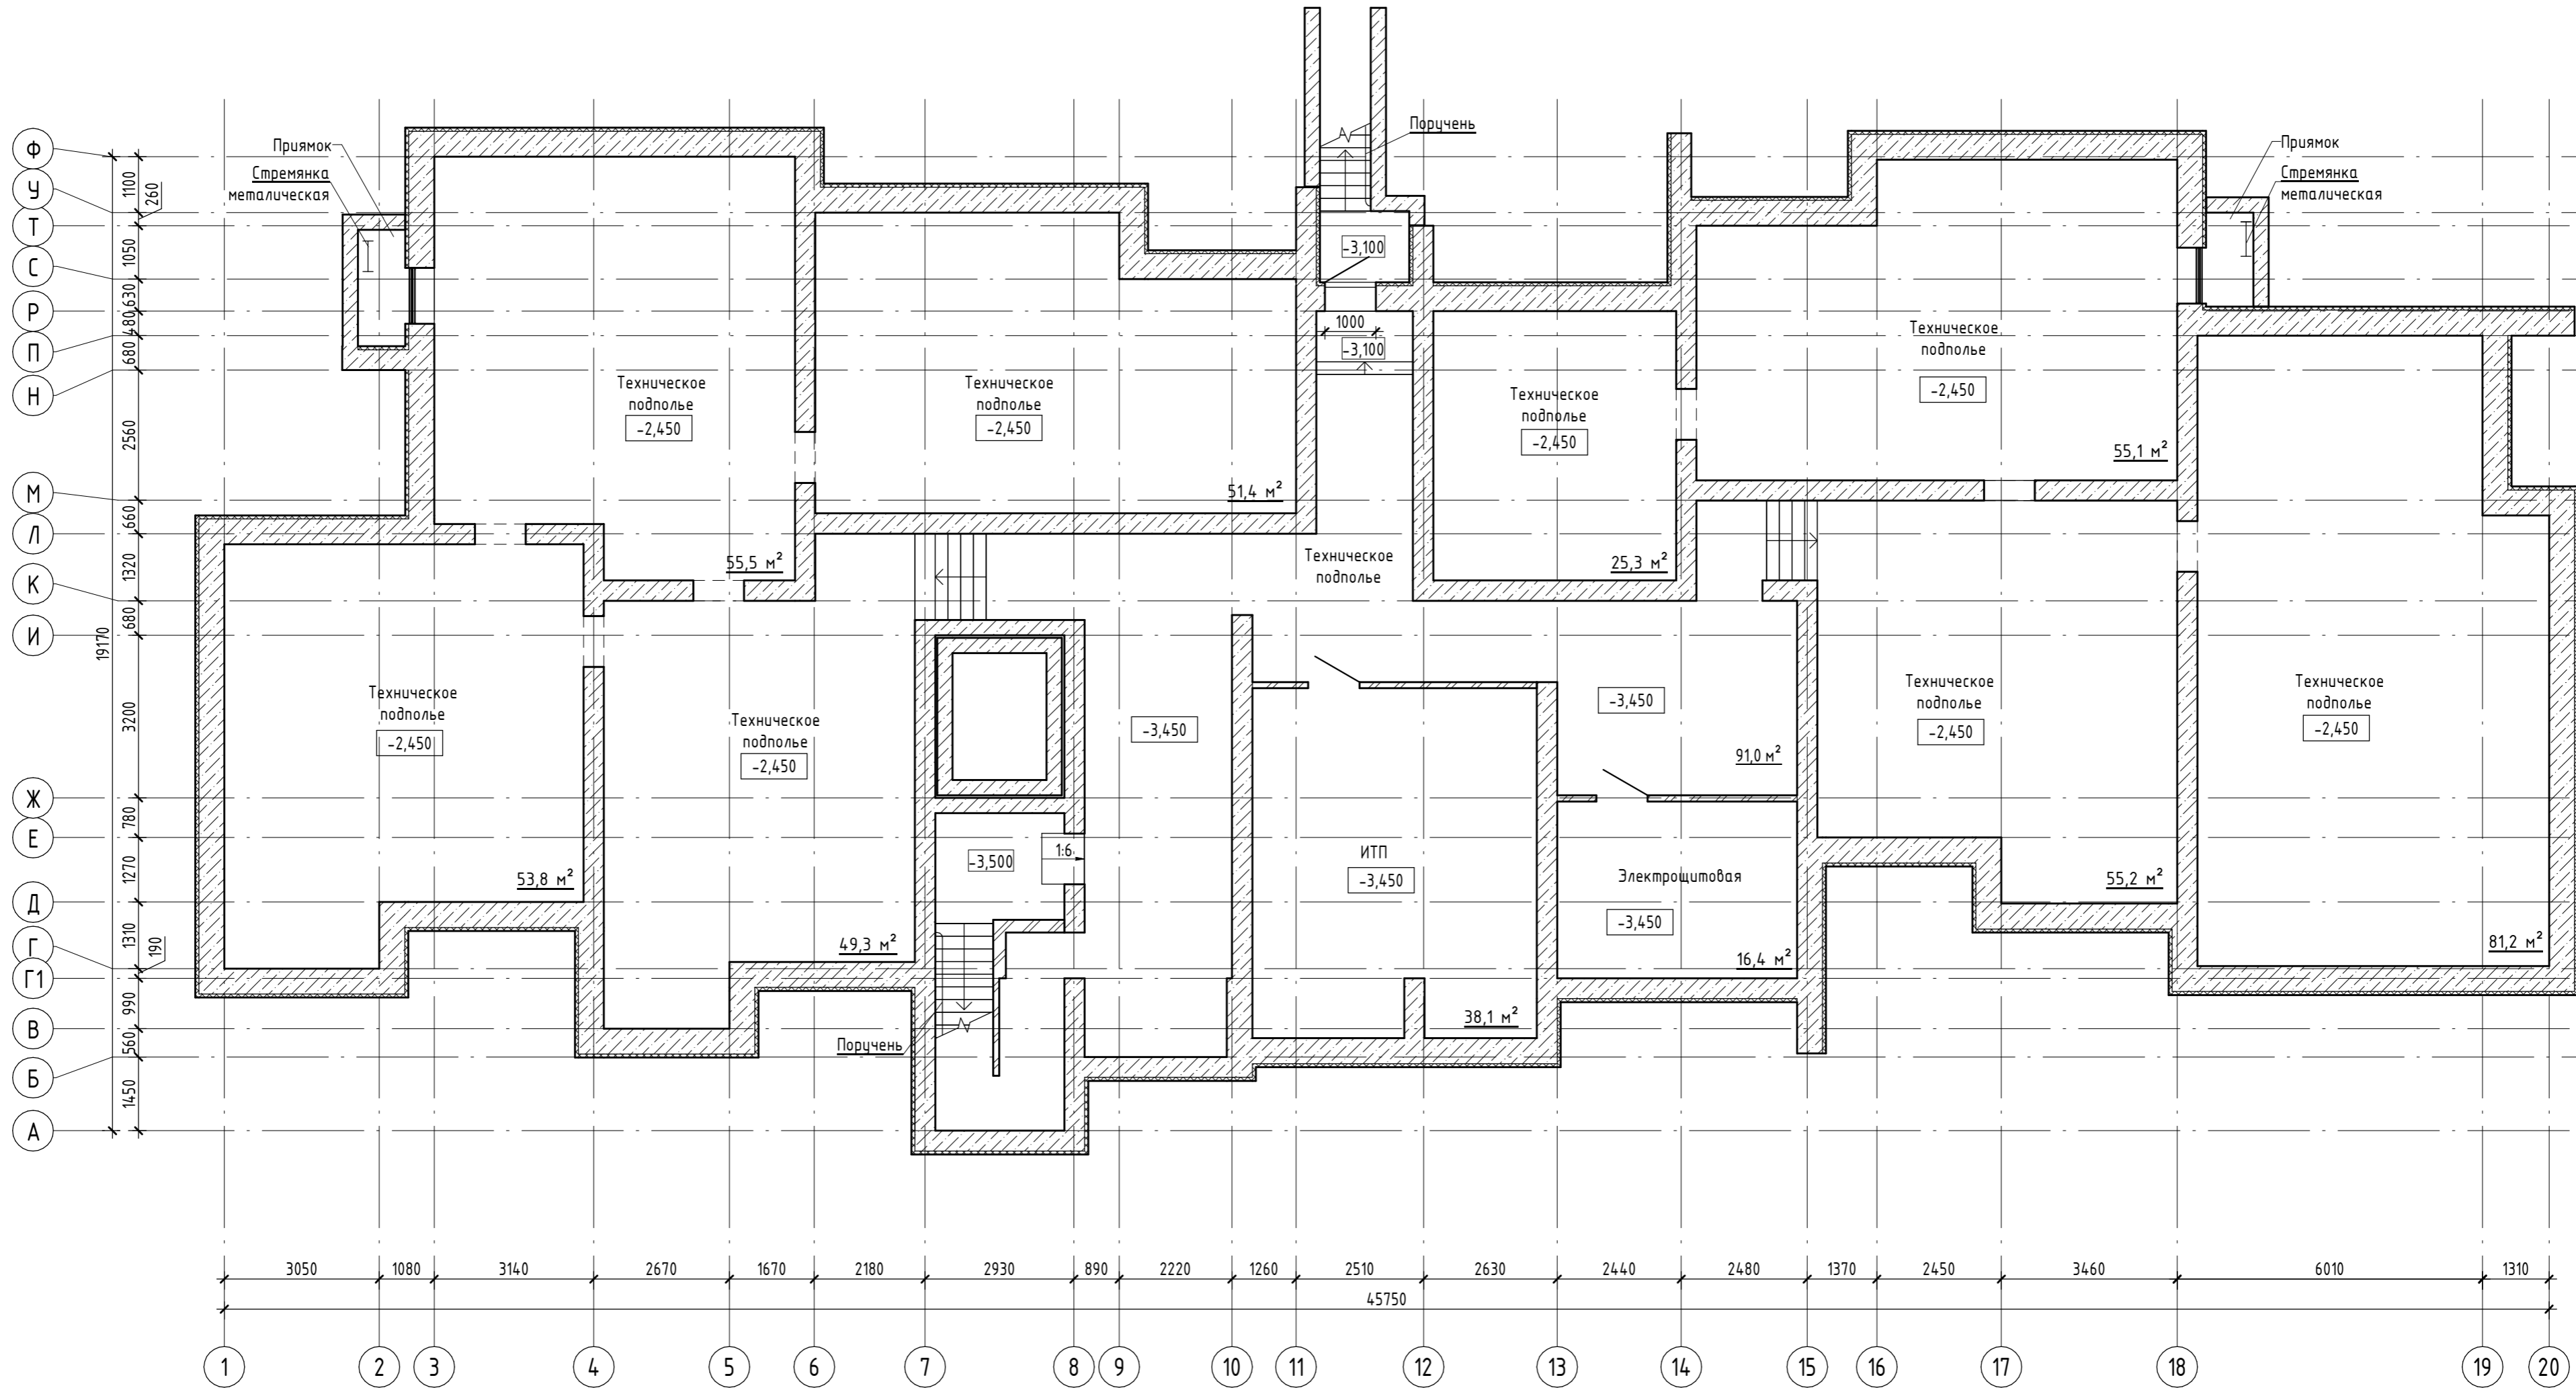 Поручень
Ф
Приямок
Стремянка
металическая
У
Т
С
Р
П
Н
М
Л
К
И
Ж
Е
Д
Г
Г1
В
Б
А
1100
260
1050
630
480
680
2560
660
1320
680
3200
780
1270
1310
190
990
560
1450
19170
Приямок
Стремянка
металическая
-3,100
1000
-3,100
Техническое
подполье
-2,450
55,5 м²
Техническое
подполье
-2,450
51,4 м²
Техническое
подполье
-2,450
25,3 м²
Техническое
подполье
-2,450
55,1 м²
Техническое
подполье
Техническое
подполье
-2,450
53,8 м²
Техническое
подполье
-2,450
49,3 м²
-3,450
-3,450
91,0 м²
Техническое
подполье
-2,450
55,2 м²
Техническое
подполье
-2,450
81,2 м²
-3,500
1:6
ИТП
-3,450
38,1 м²
Электрощитовая
-3,450
16,4 м²
Поручень
3050
1080
3140
2670
1670
2180
2930
890
2220
1260
2510
2630
2440
2480
1370
2450
3460
6010
1310
45750
1
2
3
4
5
6
7
8
9
10
11
12
13
14
15
16
17
18
19
20